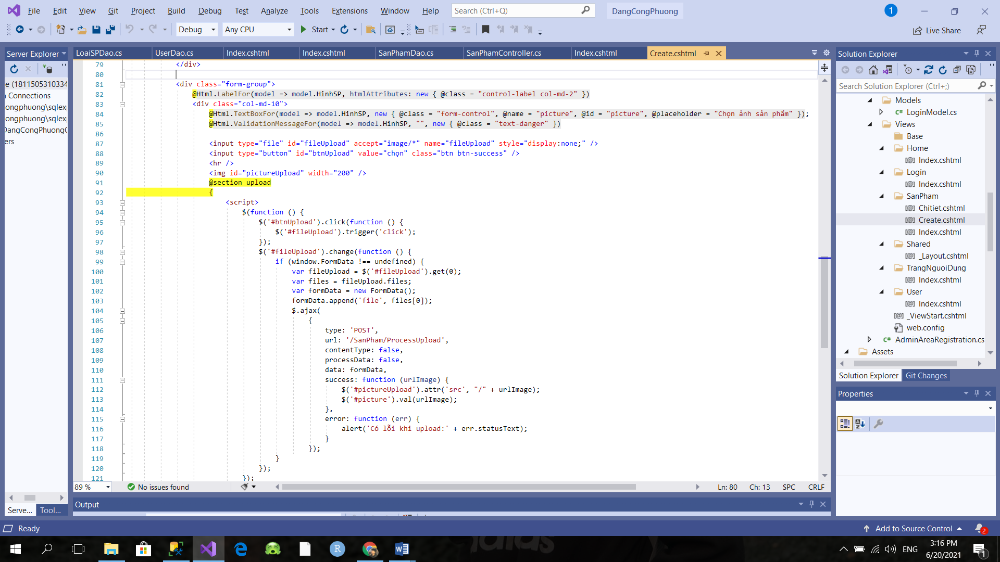 File Edit View Git Project Build Debug Test Analyze Tools Extensions Window Help Search (Ctrl+Q) DangCongPhuong 1
Debug Any CPU Start Live Share
Server Explorer
LoaiSPDao.cs UserDao.cs Index.cshtml Index.cshtml SanPhamDao.cs SanPhamController.cs Index.cshtml Create.cshtml
Solution Explorer
e (1811505310334
Connections
ongphuong\sqlexp
ongphuong\sqlexp
DangCongPhuongC
ers
79 </div>
80
81 <div class="form-group">
82 @Html.LabelFor(model => model.HinhSP, htmlAttributes: new { @class = "control-label col-md-2" })
83 <div class="col-md-10">
84 @Html.TextBoxFor(model => model.HinhSP, new { @class = "form-control", @name = "picture", @id = "picture", @placeholder = "Chọn ảnh sản phẩm" });
85 @Html.ValidationMessageFor(model => model.HinhSP, "", new { @class = "text-danger" })
86
87 <input type="file" id="fileUpload" accept="image/*" name="fileUpload" style="display:none;" />
88 <input type="button" id="btnUpload" value="chọn" class="btn btn-success" />
89 <hr />
90 <img id="pictureUpload" width="200" />
91 @section upload
92 {
93 <script>
94 $(function () {
95 $('#btnUpload').click(function () {
96 $('#fileUpload').trigger('click');
97 });
98 $('#fileUpload').change(function () {
99 if (window.FormData !== undefined) {
100 var fileUpload = $('#fileUpload').get(0);
101 var files = fileUpload.files;
102 var formData = new FormData();
103 formData.append('file', files[0]);
104 $.ajax(
105 {
106 type: 'POST',
107 url: '/SanPham/ProcessUpload',
108 contentType: false,
109 processData: false,
110 data: formData,
111 success: function (urlImage) {
112 $('#pictureUpload').attr('src', "/" + urlImage);
113 $('#picture').val(urlImage);
114 },
115 error: function (err) {
116 alert('Có lỗi khi upload:' + err.statusText);
117 }
118 });
119 }
120 });
121 });
89 % No issues found Ln: 80 Ch: 13 SPC CRLF
Serve... Tool...
Output
Search Solution Explorer (Ctrl+;)
Models
C# LoginModel.cs
Views
Base
Home
Index.cshtml
Login
Index.cshtml
SanPham
Chitiet.cshtml
Create.cshtml
Index.cshtml
Shared
_Layout.cshtml
TrangNguoiDung
Index.cshtml
User
Index.cshtml
_ViewStart.cshtml
web.config
C# AdminAreaRegistration.cs
Assets
Solution Explorer Git Changes
Properties
Ready Add to Source Control 2
ENG 3:16 PM
6/20/2021 1